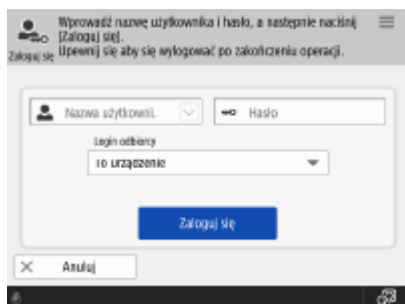 Wprowadź nazwę użytkownika i hasło, a następnie naciśnij
[Zaloguj się].
Zaloguj się
Upewnij się aby się wylogować po zakończeniu operacji.
Nazwa użytkowni.
Hasło
Login odbiorcy
To urządzenie
Zaloguj się
Anuluj